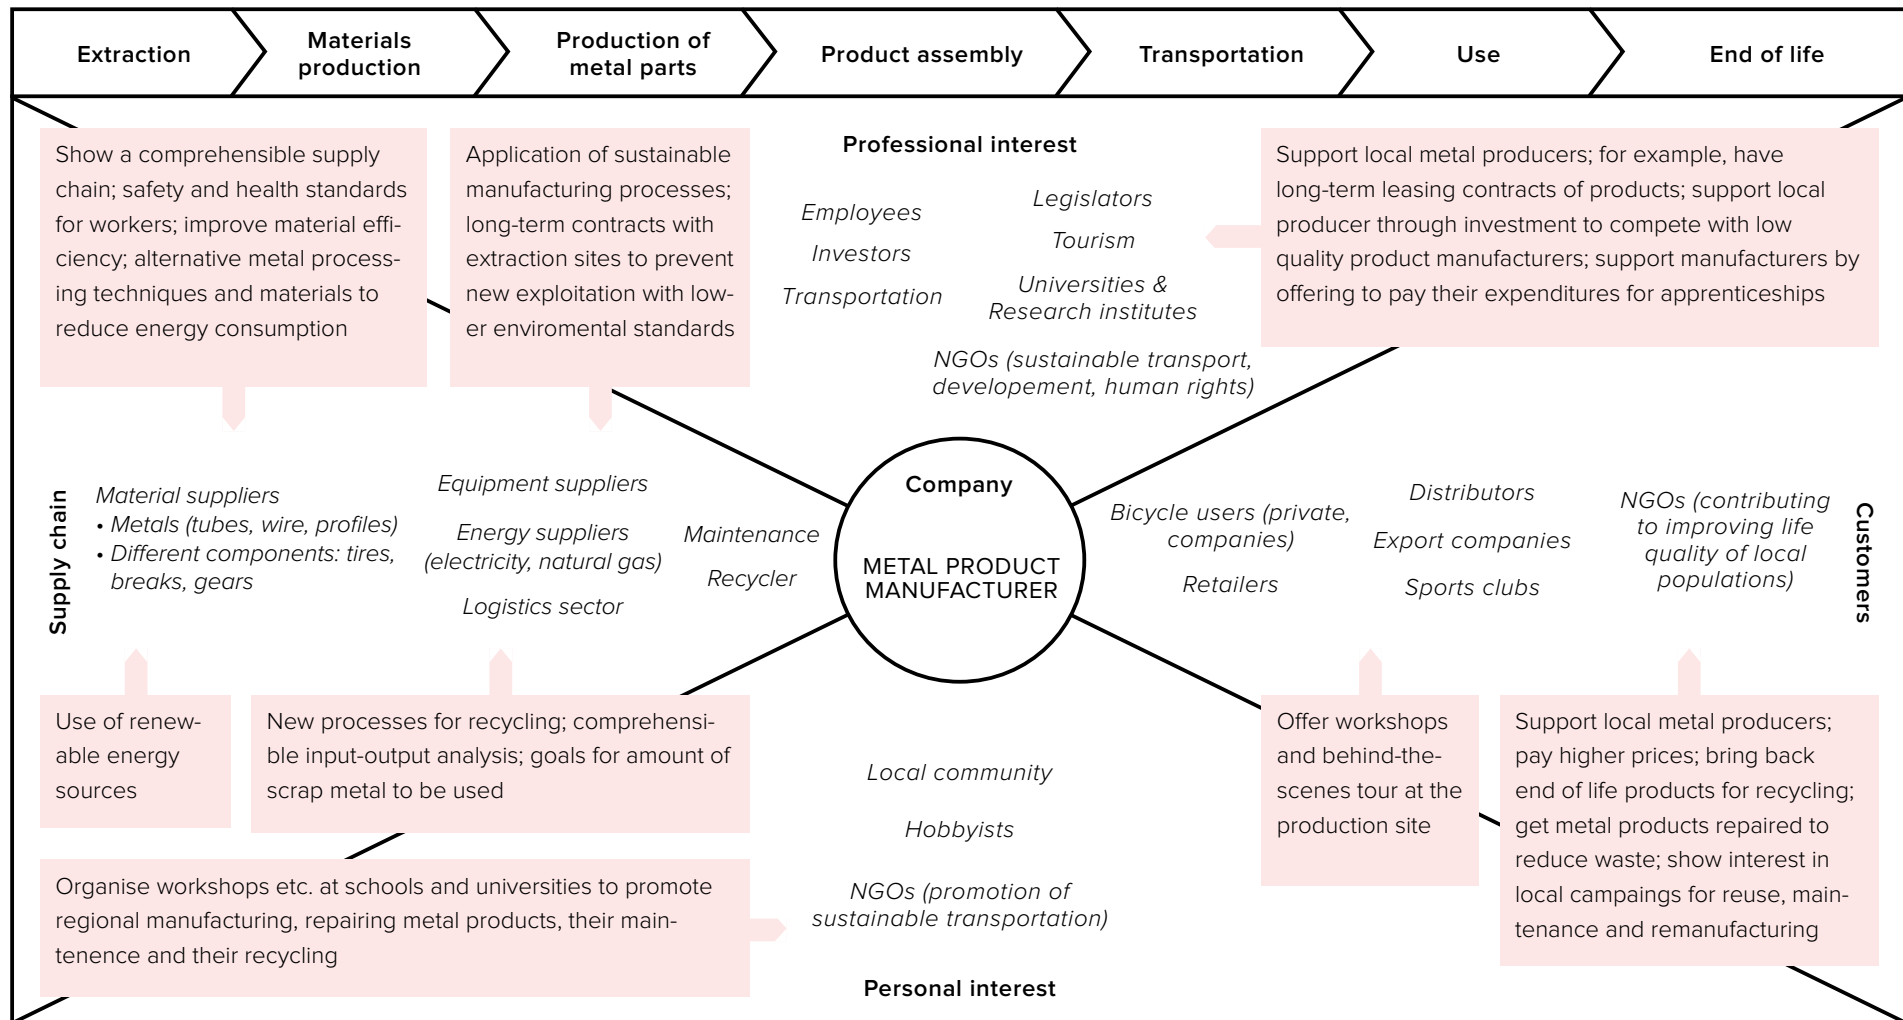 Extraction
Materials
production
Production of
metal parts
Product assembly
Transportation
Use
End of life
Show a comprehensible supply
chain; safety and health standards
for workers; improve material effi-
ciency; alternative metal process-
ing techniques and materials to
reduce energy consumption
Application of sustainable
manufacturing processes;
long-term contracts with
extraction sites to prevent
new exploitation with low-
er enviromental standards
Professional interest
Employees
Investors
Transportation
Legislators
Tourism
Universities &
Research institutes
NGOs (sustainable transport,
developement, human rights)
Support local metal producers; for example, have
long-term leasing contracts of products; support local
producer through investment to compete with low
quality product manufacturers; support manufacturers by
offering to pay their expenditures for apprenticeships
Supply chain
Material suppliers
• Metals (tubes, wire, profiles)
• Different components: tires,
breaks, gears
Equipment suppliers
Energy suppliers
(electricity, natural gas)
Logistics sector
Maintenance
Recycler
Company
METAL PRODUCT
MANUFACTURER
Bicycle users (private,
companies)
Retailers
Distributors
Export companies
Sports clubs
NGOs (contributing
to improving life
quality of local
populations)
Customers
Use of renew-
able energy
sources
New processes for recycling; comprehensi-
ble input-output analysis; goals for amount of
scrap metal to be used
Organise workshops etc. at schools and universities to promote
regional manufacturing, repairing metal products, their main-
tenence and their recycling
Local community
Hobbyists
NGOs (promotion of
sustainable transportation)
Personal interest
Offer workshops
and behind-the-
scenes tour at the
production site
Support local metal producers;
pay higher prices; bring back
end of life products for recycling;
get metal products repaired to
reduce waste; show interest in
local campaings for reuse, main-
tenance and remanufacturing